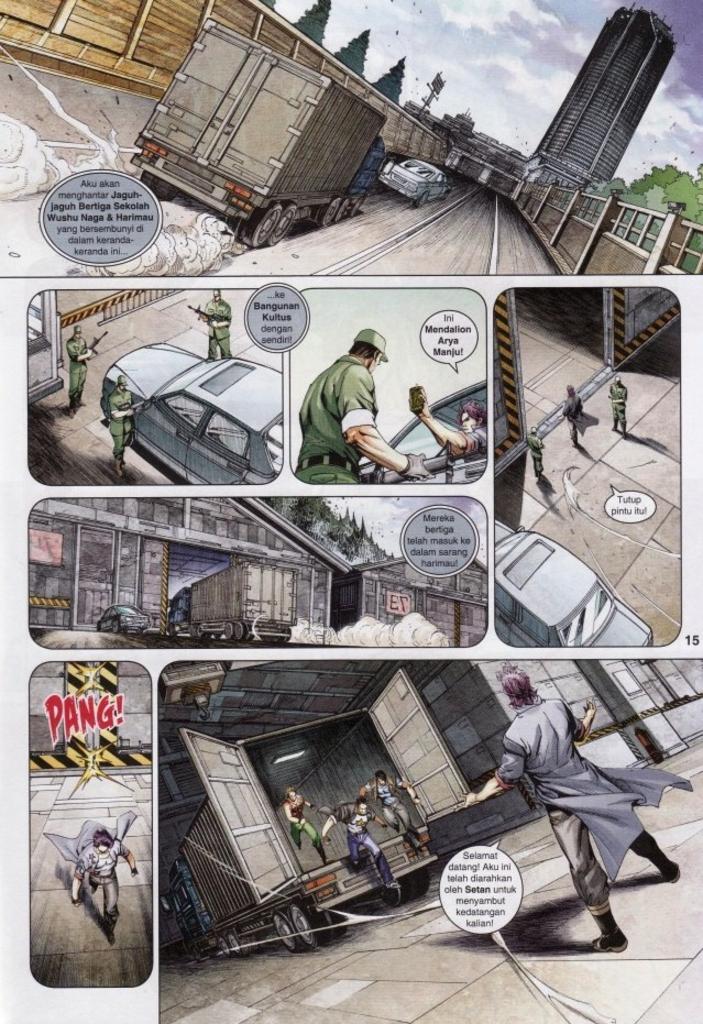 Aku akan
menghantar Jaguh-
jaguh Bertiga Sekolah
Wushu Naga & Harimau
yang bersembunyi di
dalam keranda-
keranda ini...
...ke
Bangunan
Kultus
dengan
sendiri!
Ini
Mendalion
Arya
Manju!
Tutup
pintu itu!
Mereka
bertiga
telah masuk ke
dalam sarang
harimau!
15
PANG!
Selamat
datang! Aku ini
telah diarahkan
oleh Setan untuk
menyambut
kedatangan
kalian!